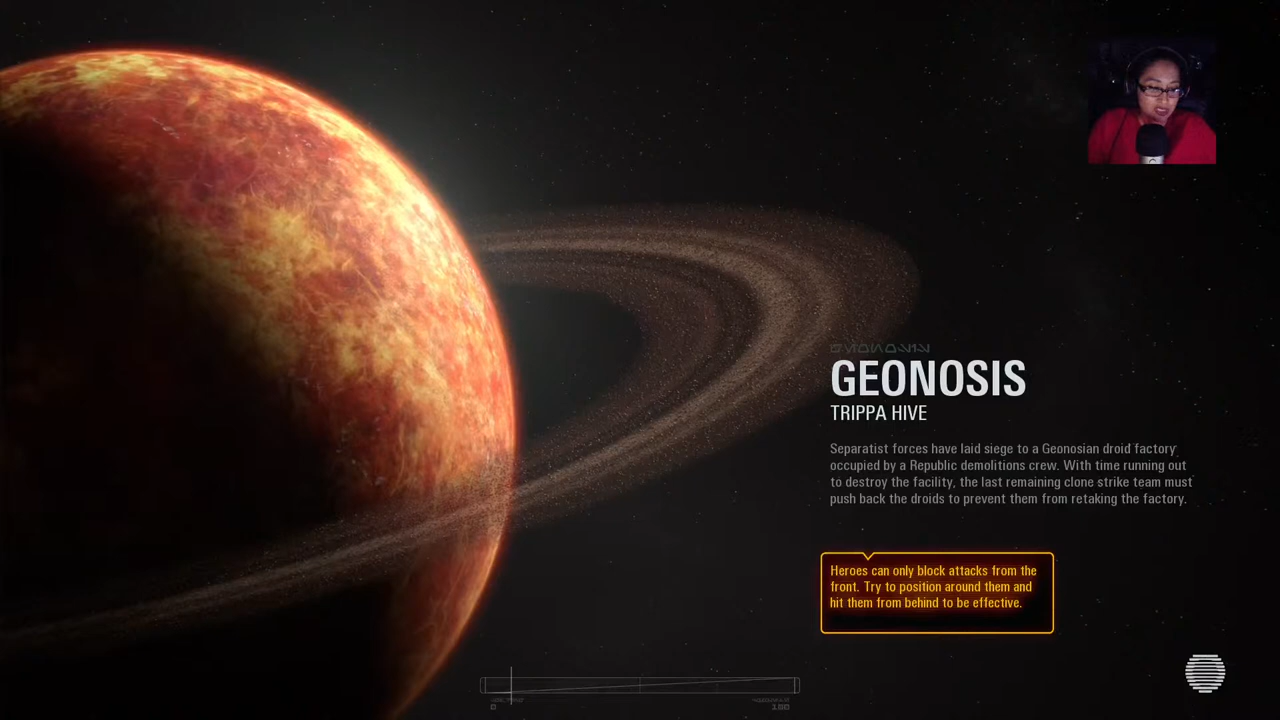 GEONOSIS
TRIPPA HIVE
Separatist forces have laid siege to a Geonosian droid factory
occupied by a Republic demolitions crew. With time running out
to destroy the facility, the last remaining clone strike team must
push back the droids to prevent them from retaking the factory.
Heroes can only block attacks from the
front. Try to position around them and
hit them from behind to be effective.